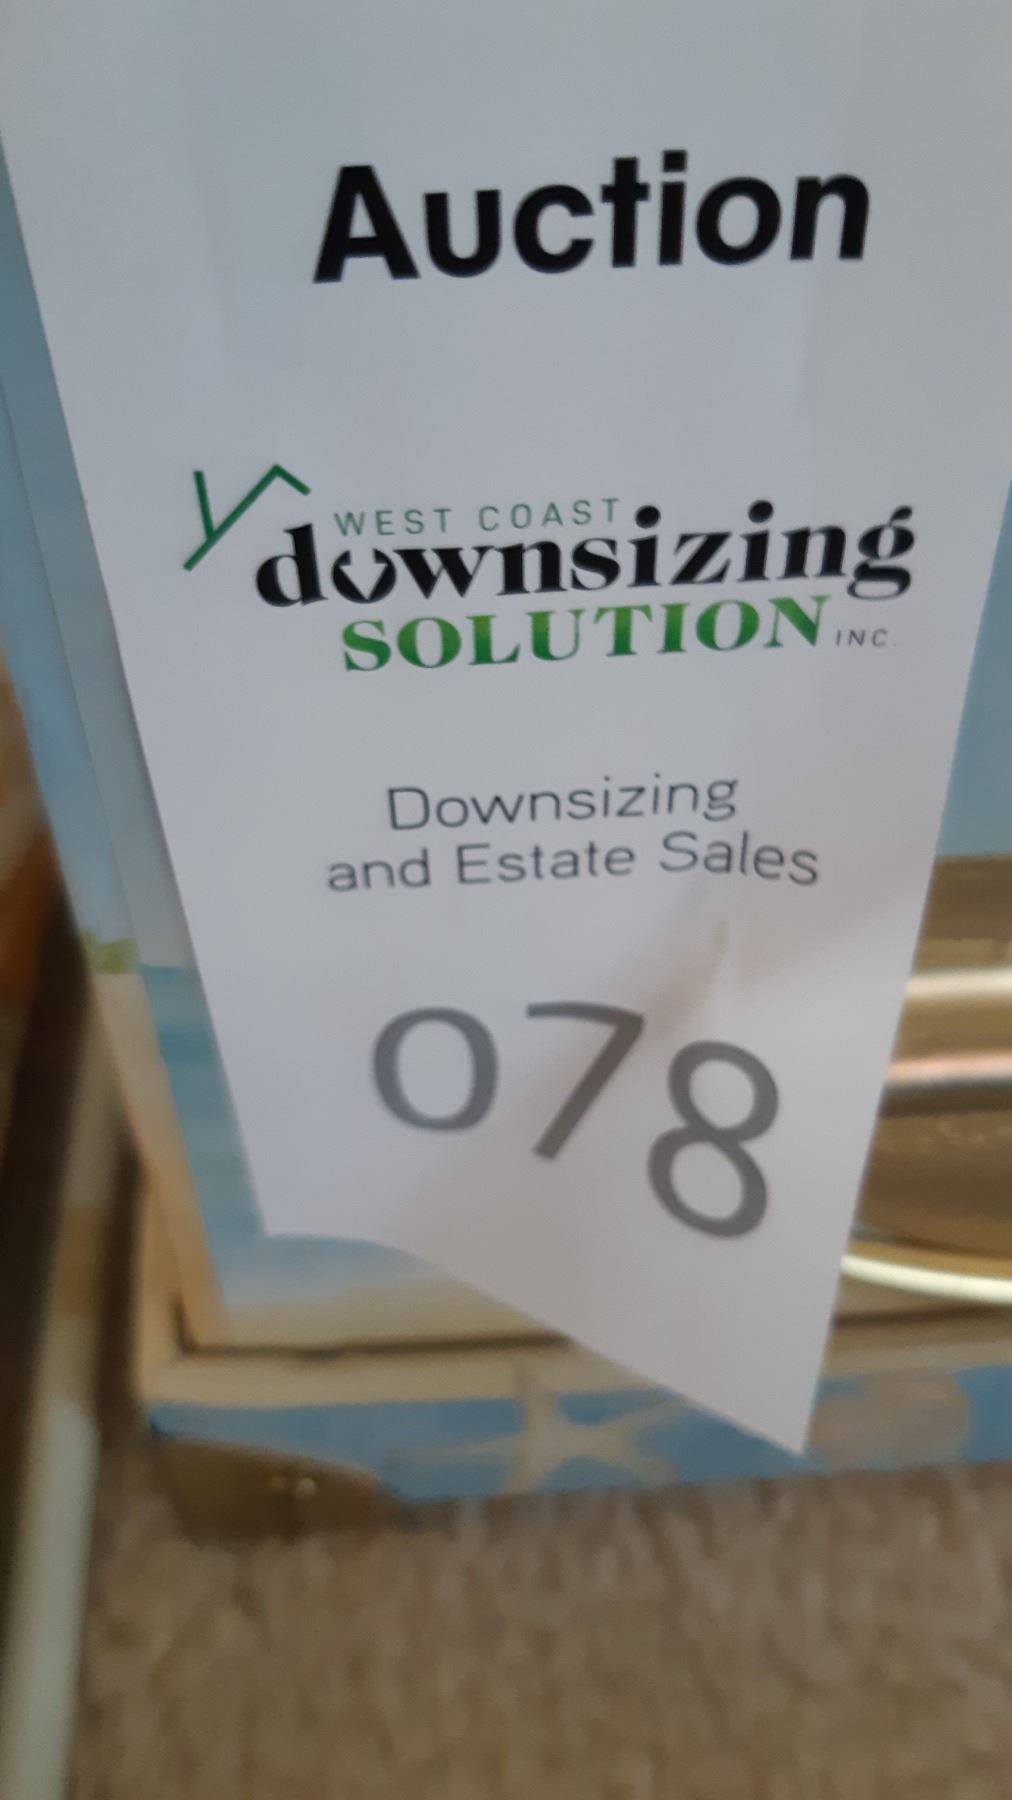 Auction
WEST COAST
downsizing
SOLUTION INC.
Downsizing
and Estate Sales
078